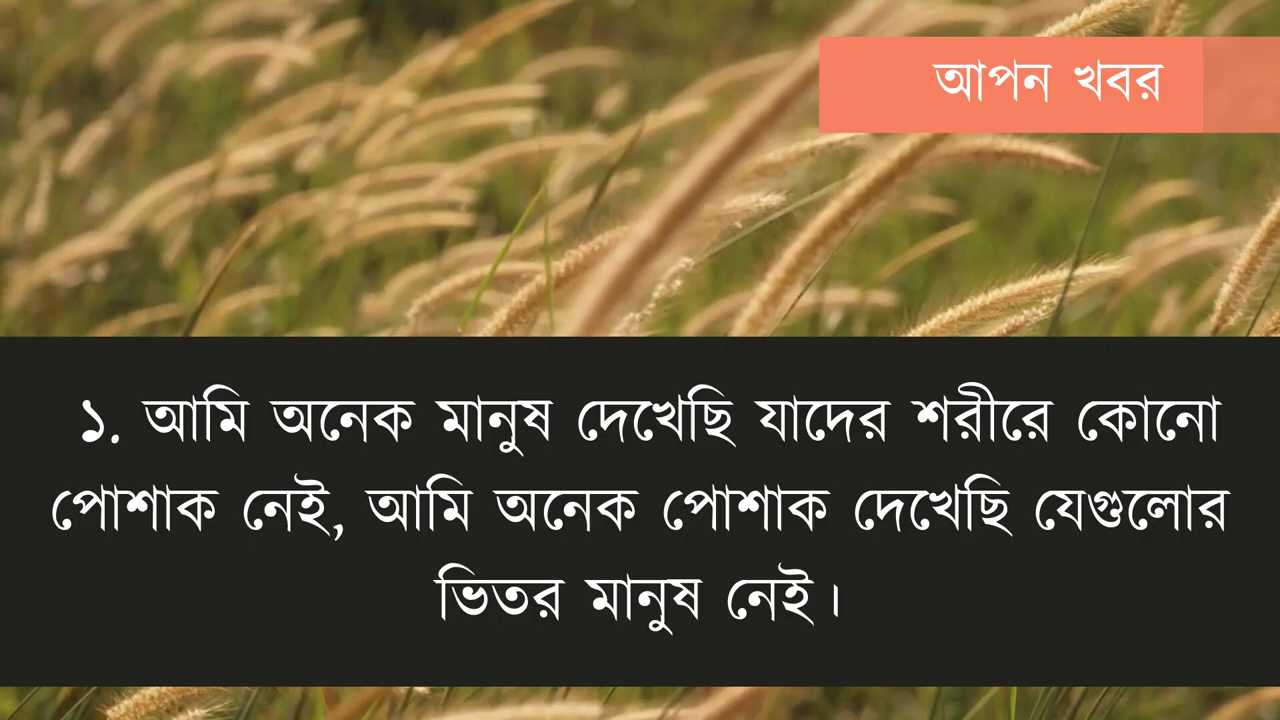 আপন খবর
১. আমি অনেক মানুষ দেখেছি যাদের শরীরে কোনো
পোশাক নেই, আমি অনেক পোশাক দেখেছি যেগুলোর
ভিতর মানুষ নেই।